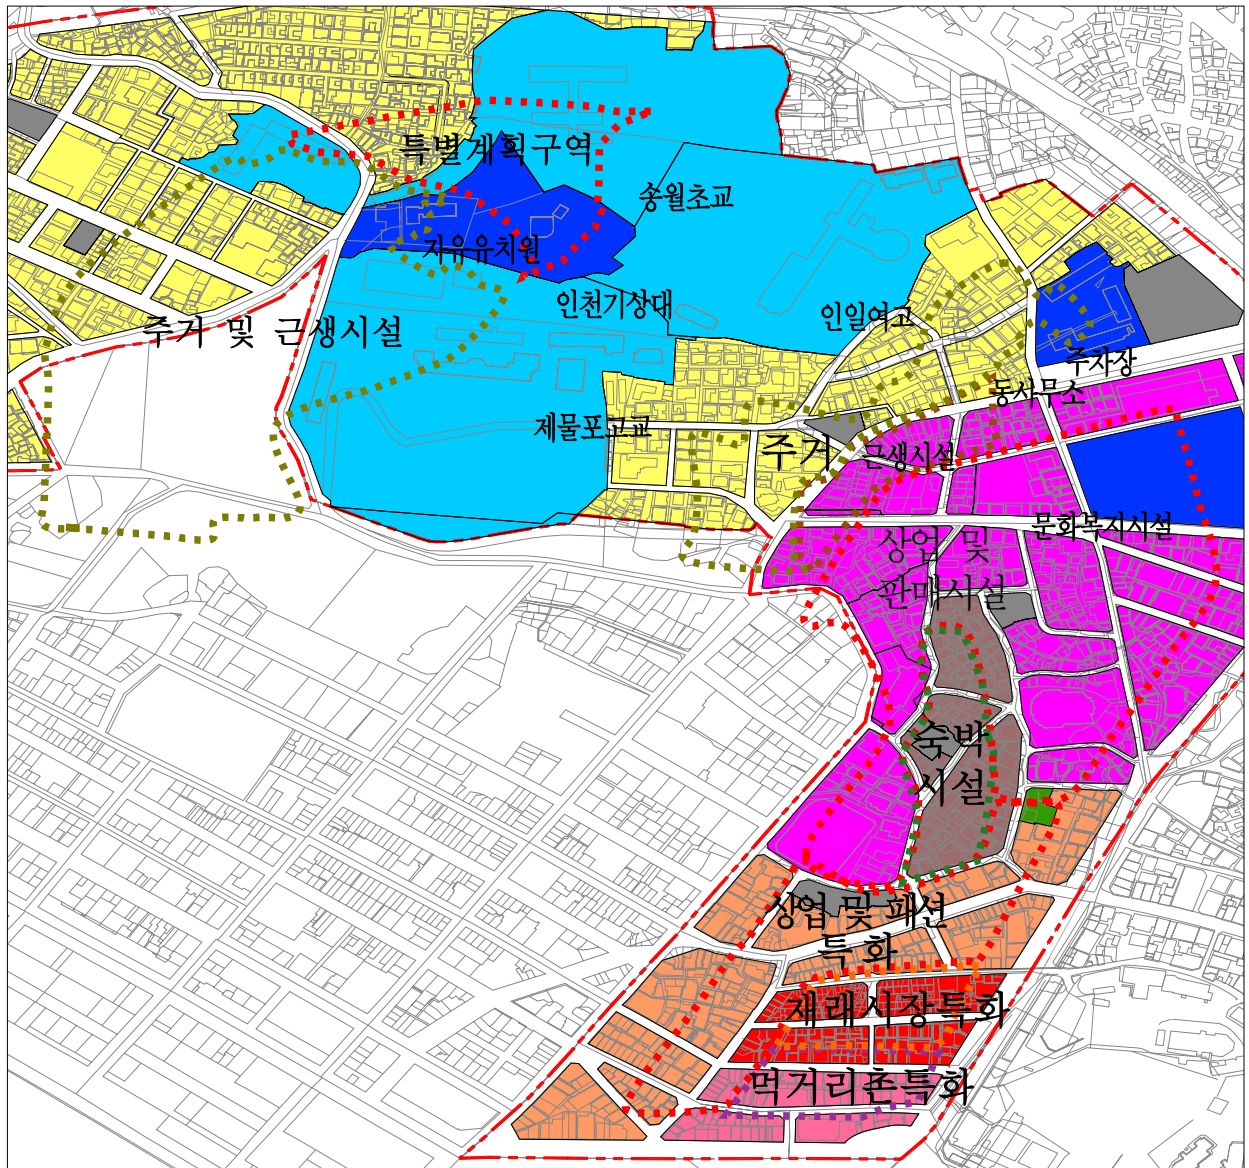 특별계획구역
송월초교
자유유치원
인천기상대
인일여고
주거 및 근생시설
주차장
동사무소
제물포고교
주거
근생시설
문화복지시설
상업 및
판매시설
숙박
시설
상업 및 패션
특화
재래시장특화
먹거리촌특화